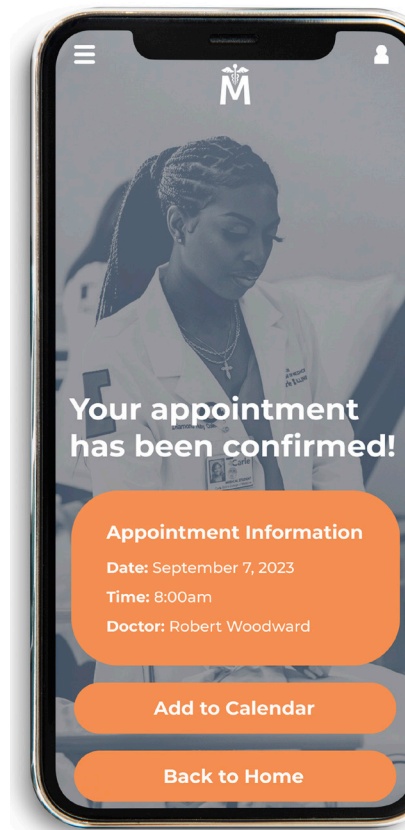 M
Your appointment
has been confirmed!
Carle
Appointment Information
Date: September 7, 2023
Time: 8:00am
Doctor: Robert Woodward
Add to Calendar
Back to Home